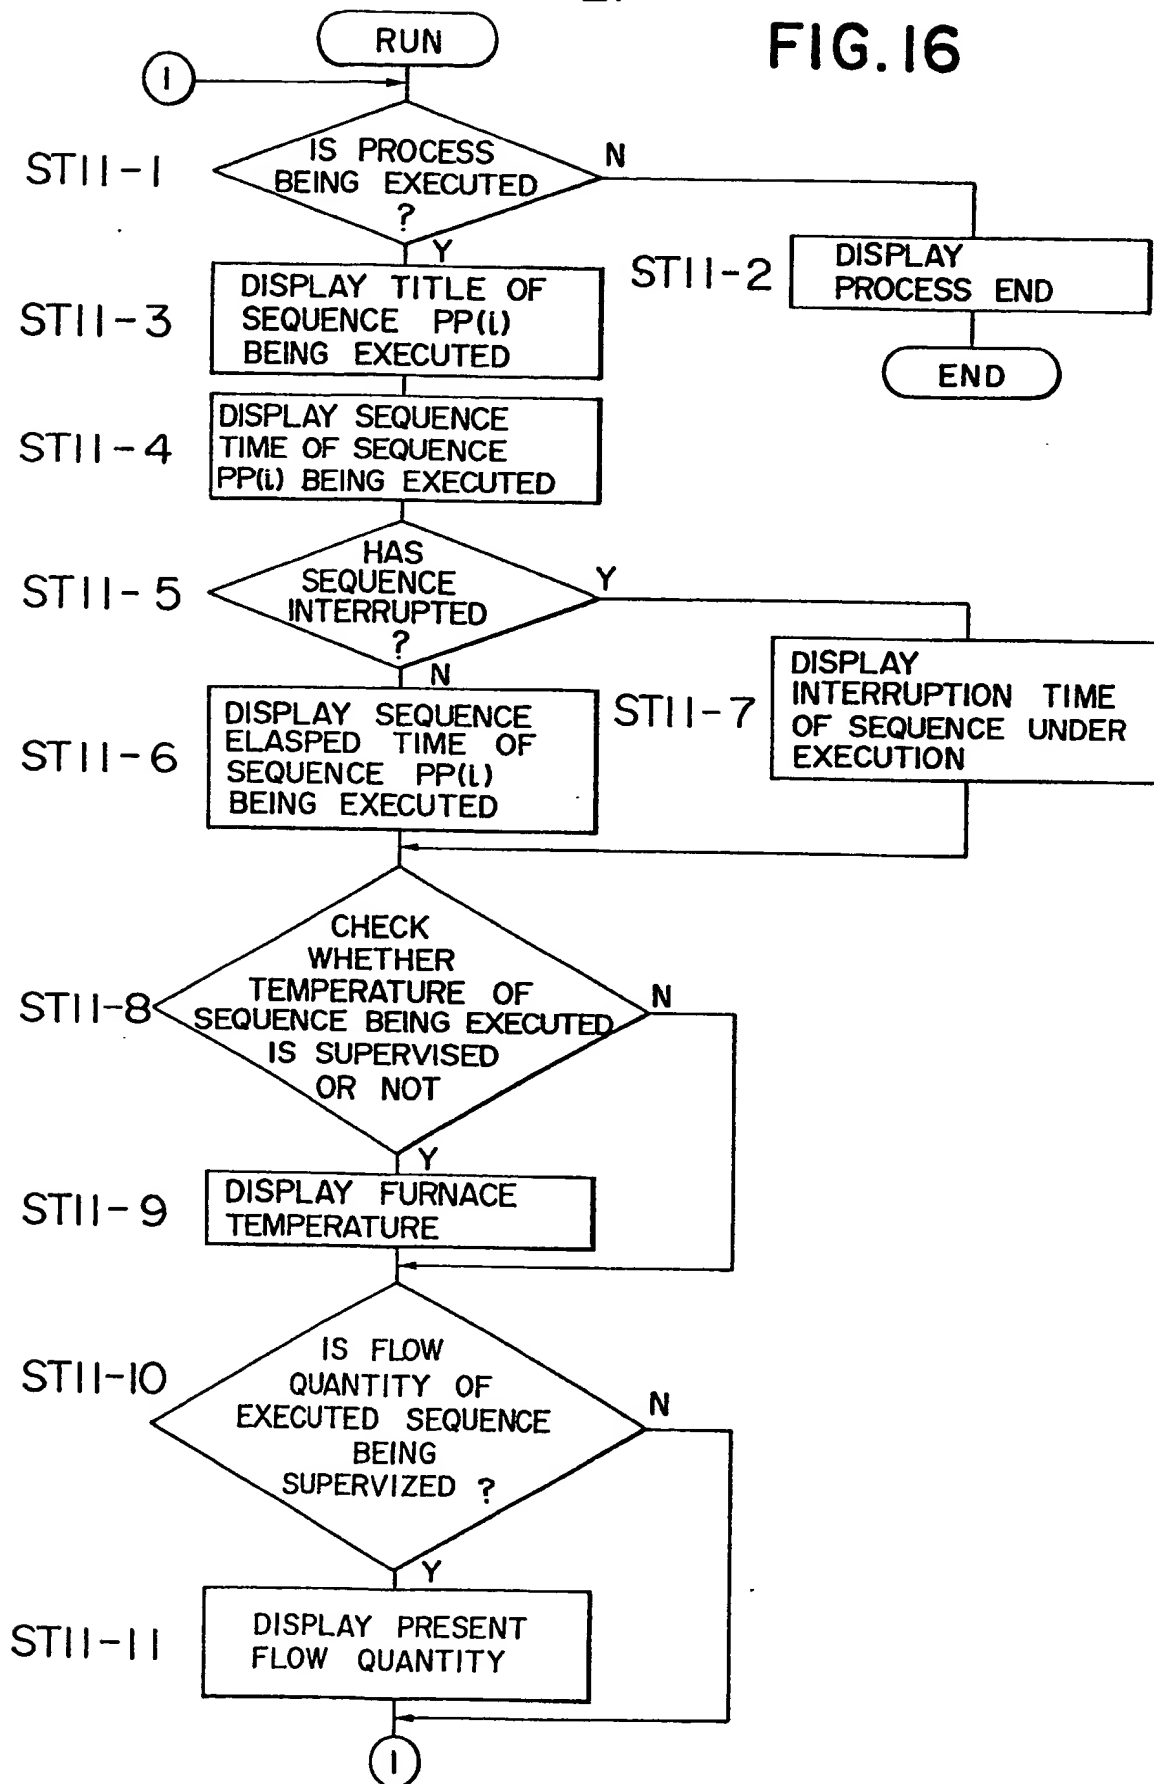 FIG.16
RUN
1
ST11-1
IS PROCESS
BEING EXECUTED
?
N
Y
ST11-2
DISPLAY
PROCESS END
END
ST11-3
DISPLAY TITLE OF
SEQUENCE PP(i)
BEING EXECUTED
ST11-4
DISPLAY SEQUENCE
TIME OF SEQUENCE
PP(i) BEING EXECUTED
ST11-5
HAS
SEQUENCE
INTERRUPTED
?
Y
N
ST11-6
DISPLAY SEQUENCE
ELASPED TIME OF
SEQUENCE PP(i)
BEING EXECUTED
ST11-7
DISPLAY
INTERRUPTION TIME
OF SEQUENCE UNDER
EXECUTION
ST11-8
CHECK
WHETHER
TEMPERATURE OF
SEQUENCE BEING EXECUTED
IS SUPERVISED
OR NOT
N
Y
ST11-9
DISPLAY FURNACE
TEMPERATURE
ST11-10
IS FLOW
QUANTITY OF
EXECUTED SEQUENCE
BEING
SUPERVIZED ?
N
Y
ST11-11
DISPLAY PRESENT
FLOW QUANTITY
1